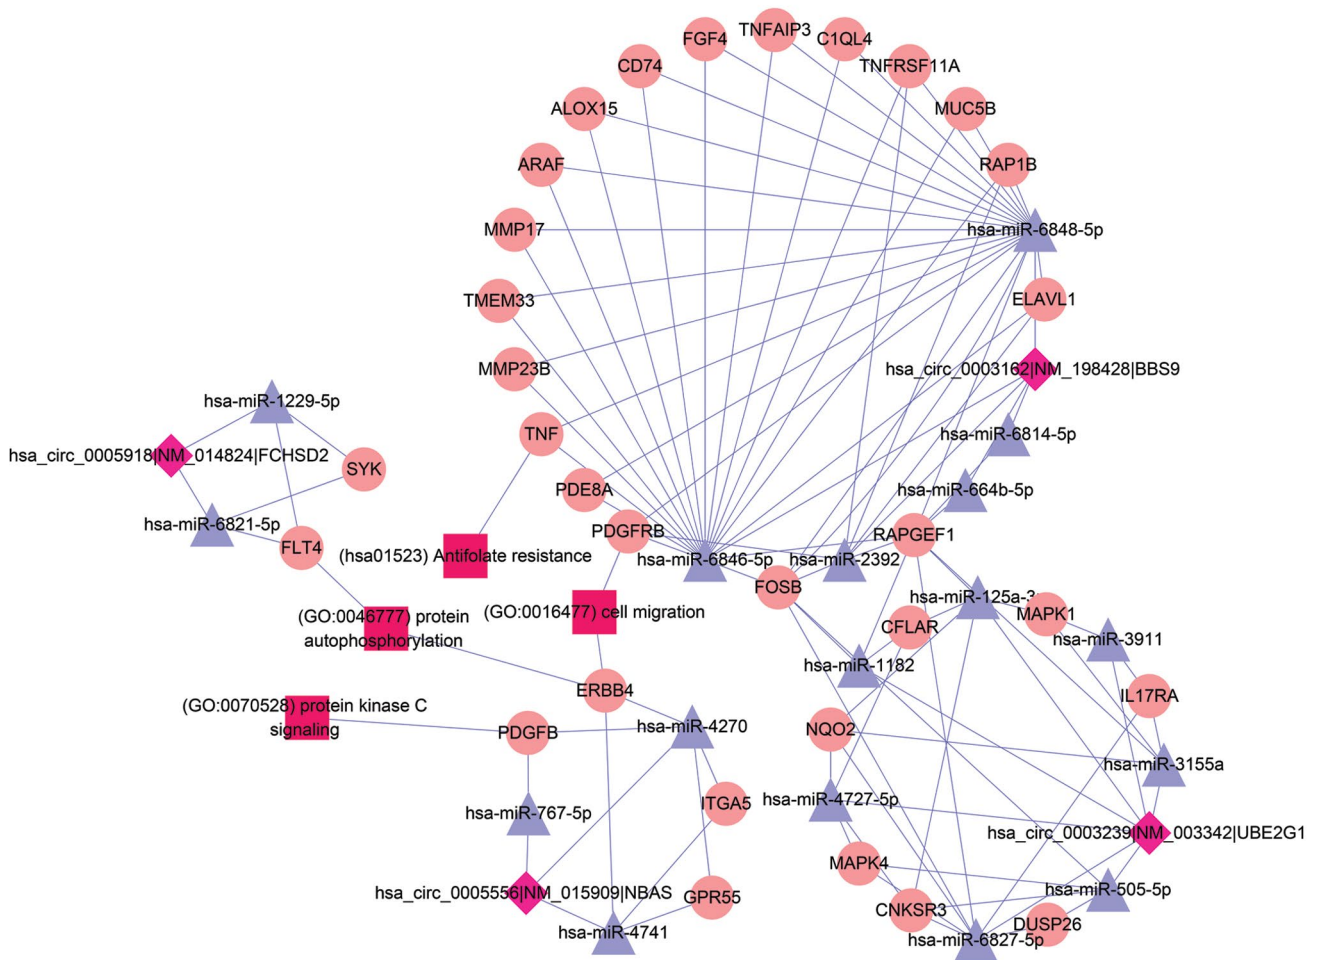 TNFAIP3
FGF4
C1QL4
CD74
TNFRSF11A
ALOX15
MUC5B
ARAF
RAP1B
MMP17
hsa-miR-6848-5p
TMEM33
ELAVL1
MMP23B
hsa_circ_0003162|NM_198428|BBS9
hsa-miR-1229-5p
TNF
hsa-miR-6814-5p
hsa_circ_0005918|NM_014824|FCHSD2
SYK
PDE8A
hsa-miR-664b-5p
hsa-miR-6821-5p
PDGFRB
RAPGEF1
FLT4
(hsa01523) Antifolate resistance
hsa-miR-6846-5p
hsa-miR-2392
FOSB
hsa-miR-125a-3
(GO:0046777) protein
autophosphorylation
(GO:0016477) cell migration
CFLAR
MAPK1
hsa-miR-3911
hsa-miR-1182
ERBB4
IL17RA
(GO:0070528) protein kinase C
signaling
PDGFB
hsa-miR-4270
NQO2
hsa-miR-3155a
hsa-miR-767-5p
ITGA5
hsa-miR-4727-5p
hsa_circ_0003239|NM_003342|UBE2G1
MAPK4
hsa_circ_0005556|NM_015909|NBAS
GPR55
hsa-miR-505-5p
CNKSR3
DUSP26
hsa-miR-4741
hsa-miR-6827-5p